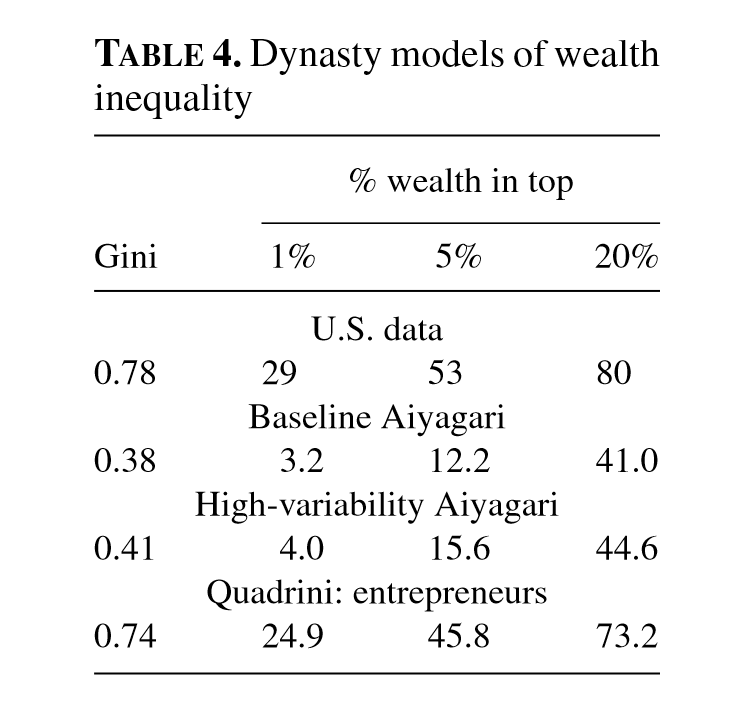 TABLE 4. Dynasty models of wealth
inequality
% wealth in top
Gini 1% 5% 20%
U.S. data
0.78 29 53 80
Baseline Aiyagari
0.38 3.2 12.2 41.0
High-variability Aiyagari
0.41 4.0 15.6 44.6
Quadrini: entrepreneurs
0.74 24.9 45.8 73.2